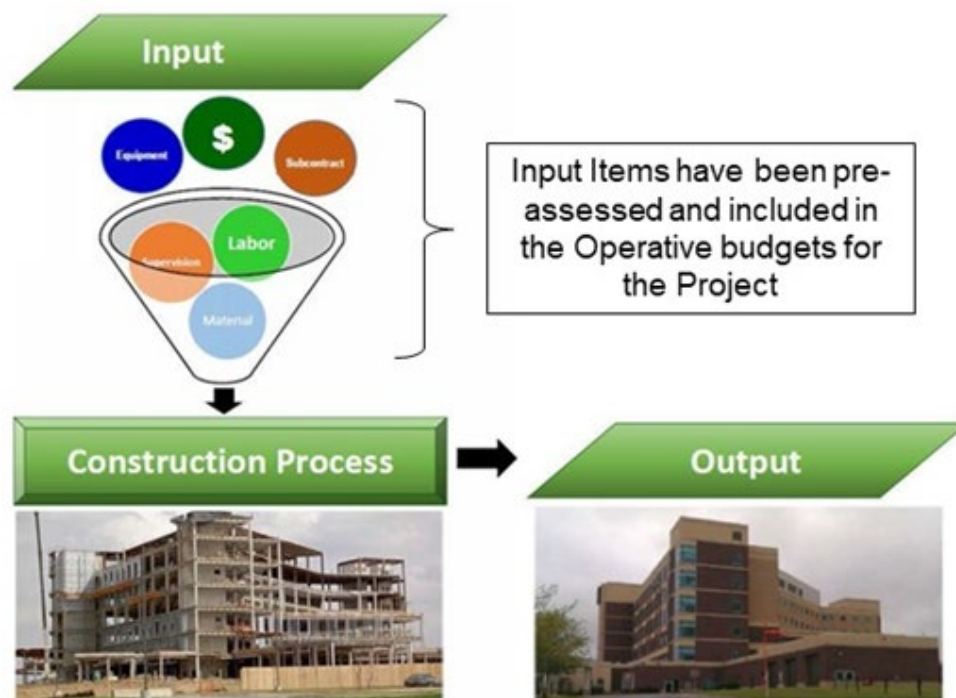 Input
$
Equipment
Subcontract
Labor
Supervision
Material
Input Items have been pre-
assessed and included in
the Operative budgets for
the Project
Construction Process
Output